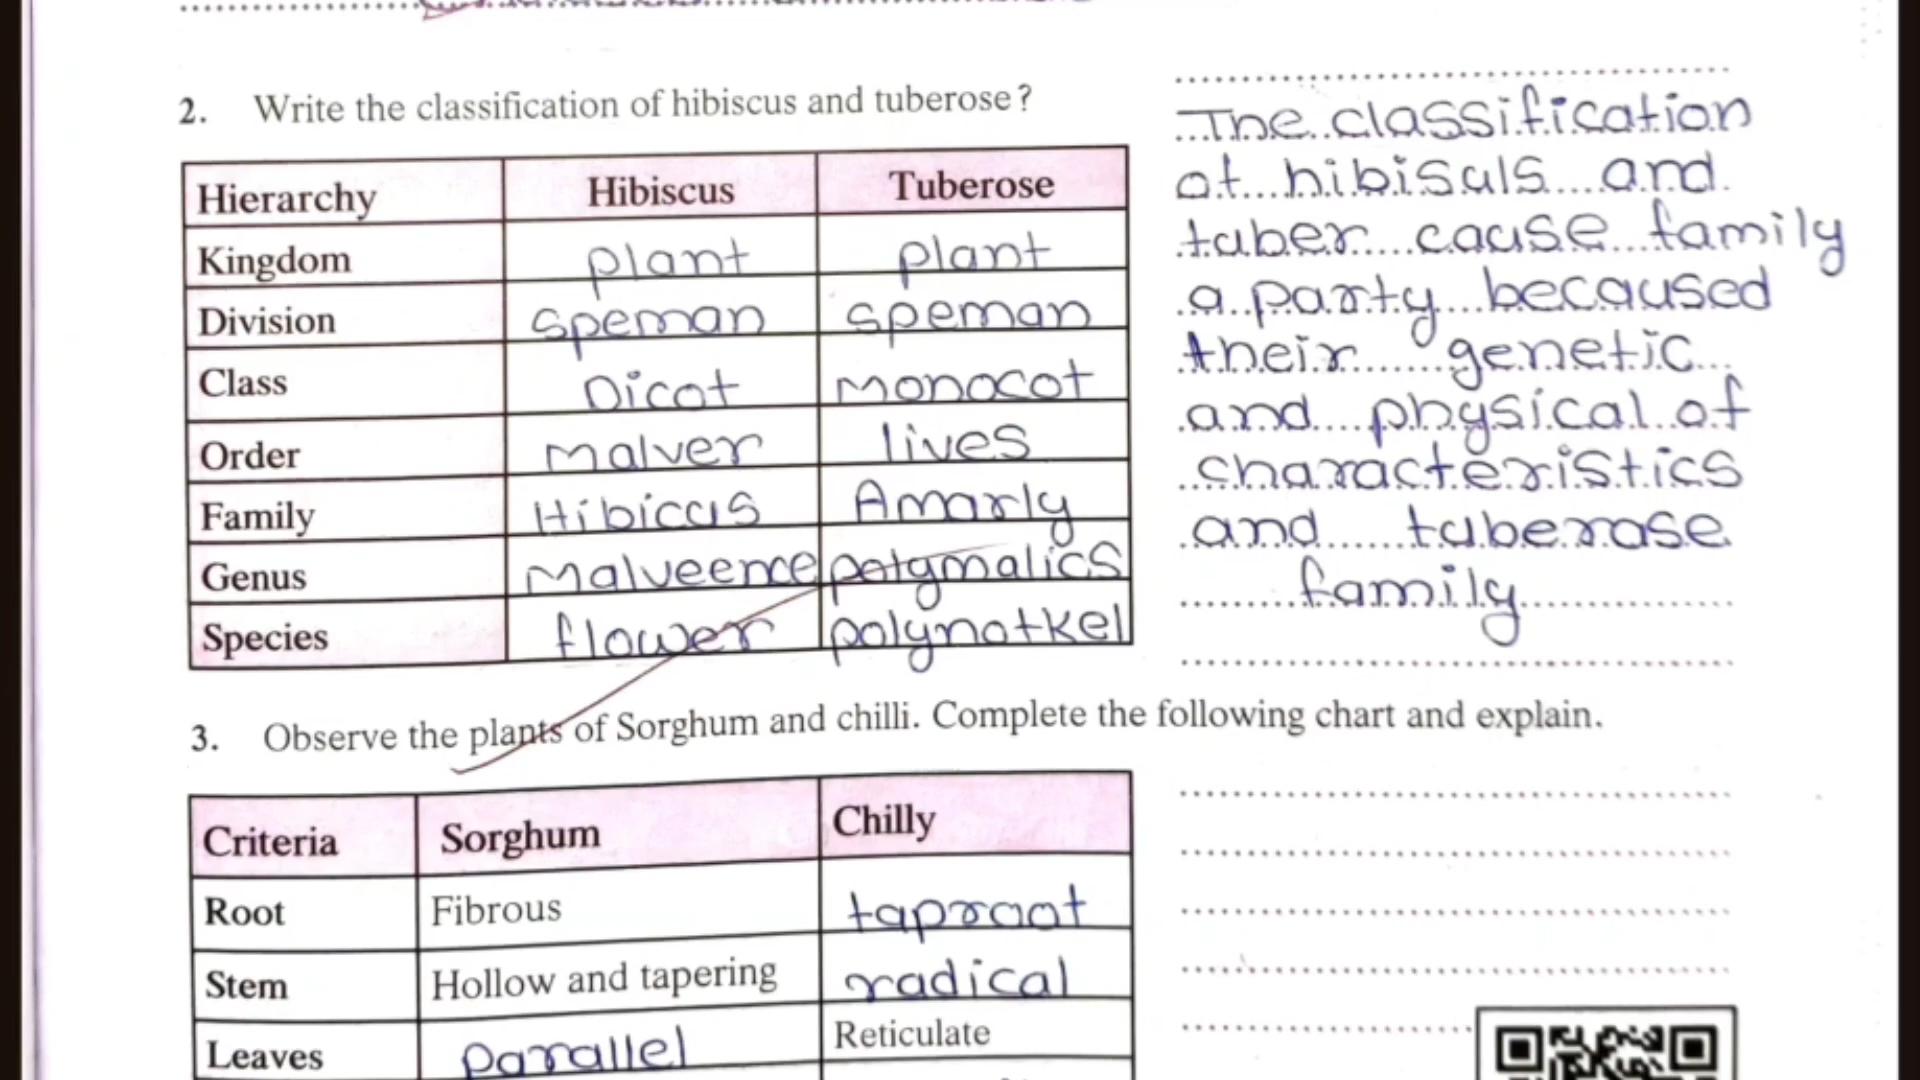 2. Write the classification of hibiscus and tuberose?
Hierarchy Hibiscus Tuberose
Kingdom plant plant
Division speman speman
Class Dicot Monocot
Order Malver lives
Family Hibiccus Amarly
Genus Malveence potymalics
Species flower polynotkel
The classification
of hibisuls and
tuber cause family
a party becaused
their genetic
and physical of
characteristics
and tuberose
family
3. Observe the plants of Sorghum and chilli. Complete the following chart and explain.
Criteria Sorghum Chilly
Root Fibrous taproot
Stem Hollow and tapering radical
Leaves parallel Reticulate